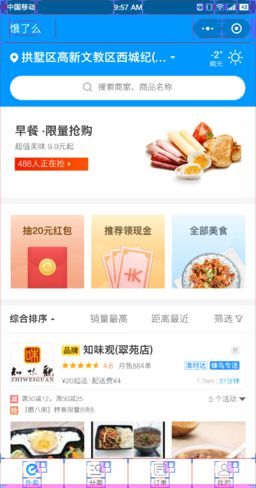 中国移动 9:57 AM 43
饿了么
拱墅区高新文教区西城纪(...
-2°
晴天
搜索商家、商品名称
早餐·限量抢购
超值美味 9.9元起
488人正在抢 >
抽20元红包
推荐领现金
全部美食
综合排序
销量最高
距离最近
筛选
知味观
ZHIWEIGUAN
品牌 知味观(翠苑店)
4.6 月售884单
准时达 蜂鸟专送
¥20起送 配送费¥4
37分钟
满30减12，满50减25
5个活动
【腊八粥】特惠限量8块8
外卖
分类
订单
我的